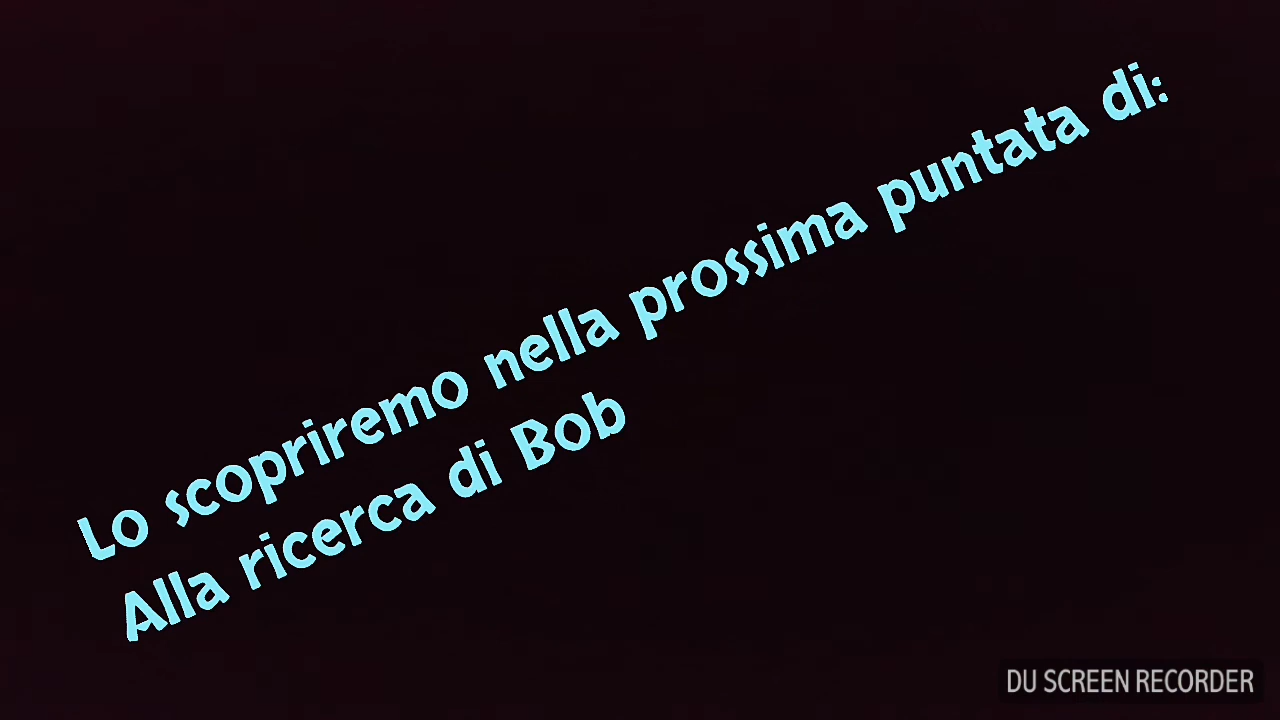 Lo scopriremo nella prossima puntata di:
Alla ricerca di Bob
DU SCREEN RECORDER